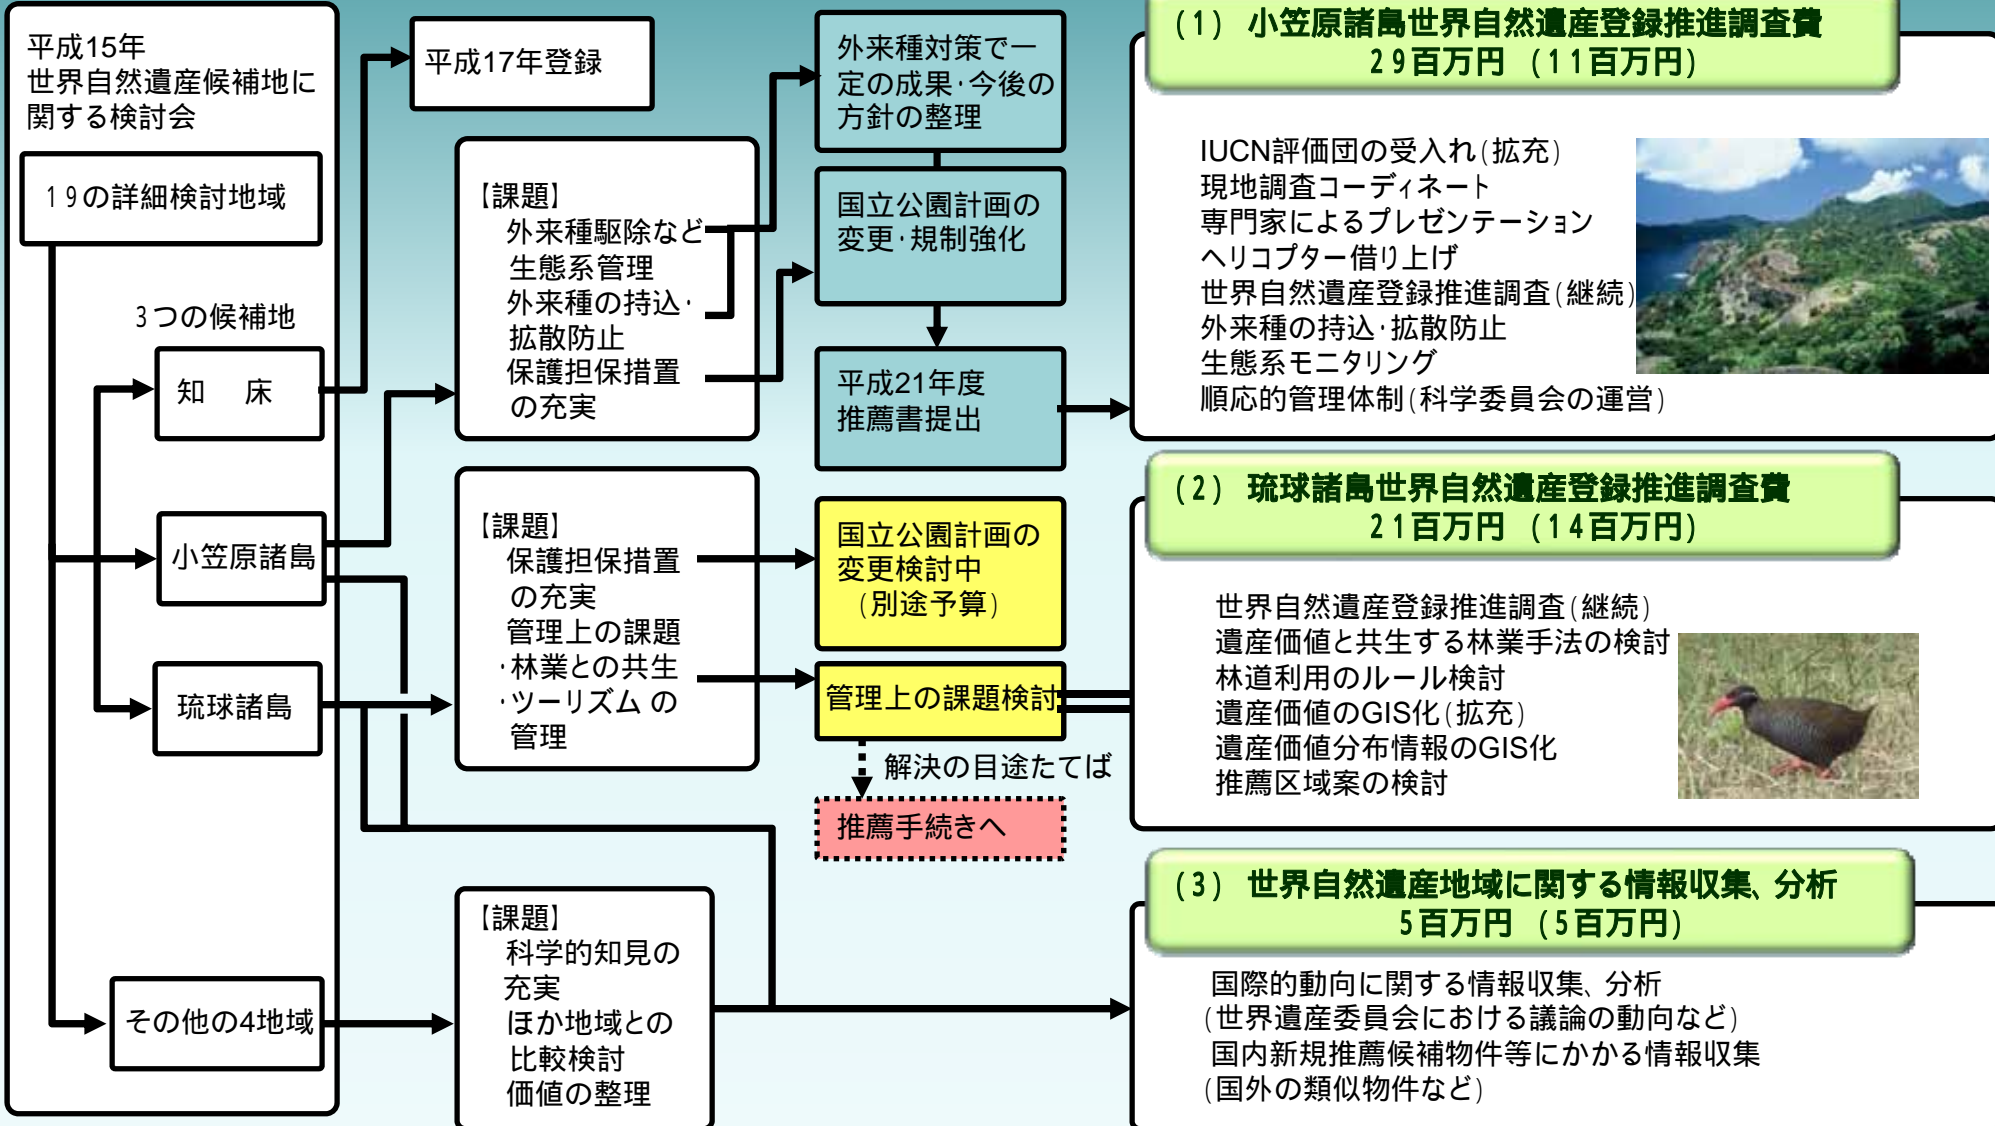 平成15年
世界自然遺産候補地に
関する検討会
19の詳細検討地域
3つの候補地
知　床
小笠原諸島
琉球諸島
その他の4地域
平成17年登録
【課題】
外来種駆除など
生態系管理
外来種の持込・
拡散防止
保護担保措置
の充実
【課題】
保護担保措置
の充実
管理上の課題
・林業との共生
・ツーリズム の
管理
【課題】
科学的知見の
充実
ほか地域との
比較検討
価値の整理
外来種対策で一
定の成果・今後の
方針の整理
国立公園計画の
変更・規制強化
平成21年度
推薦書提出
国立公園計画の
変更検討中
（別途予算）
管理上の課題検討
解決の目途たてば
推薦手続きへ
(1) 小笠原諸島世界自然遺産登録推進調査費
29百万円 (11百万円)
IUCN評価団の受入れ(拡充)
現地調査コーディネート
専門家によるプレゼンテーション
ヘリコプター借り上げ
世界自然遺産登録推進調査(継続)
外来種の持込・拡散防止
生態系モニタリング
順応的管理体制(科学委員会の運営)
(2) 琉球諸島世界自然遺産登録推進調査費
21百万円 (14百万円)
世界自然遺産登録推進調査(継続)
遺産価値と共生する林業手法の検討
林道利用のルール検討
遺産価値のGIS化(拡充)
遺産価値分布情報のGIS化
推薦区域案の検討
(3) 世界自然遺産地域に関する情報収集、分析
5百万円 (5百万円)
国際的動向に関する情報収集、分析
(世界遺産委員会における議論の動向など)
国内新規推薦候補物件等にかかる情報収集
(国外の類似物件など)